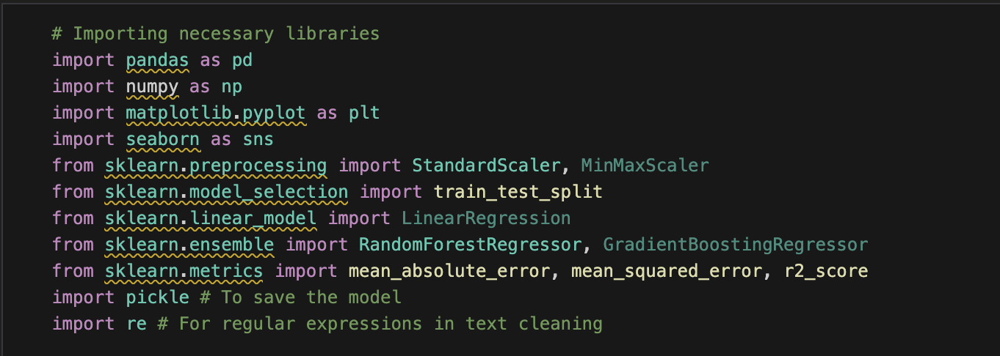 # Importing necessary libraries
import pandas as pd
import numpy as np
import matplotlib.pyplot as plt
import seaborn as sns
from sklearn.preprocessing import StandardScaler, MinMaxScaler
from sklearn.model_selection import train_test_split
from sklearn.linear_model import LinearRegression
from sklearn.ensemble import RandomForestRegressor, GradientBoostingRegressor
from sklearn.metrics import mean_absolute_error, mean_squared_error, r2_score
import pickle # To save the model
import re # For regular expressions in text cleaning